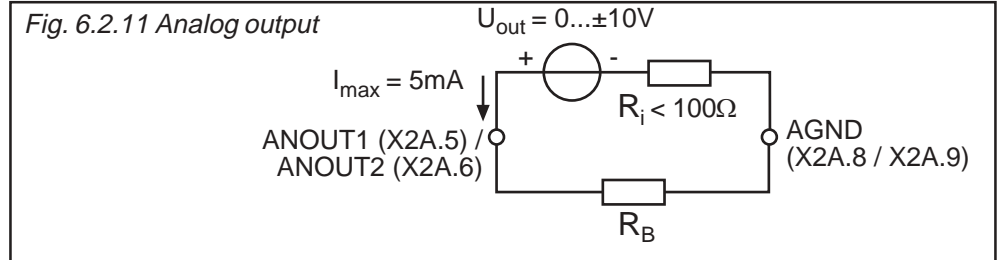 Fig. 6.2.11 Analog output
Uout = 0...±10V
+ -
Imax = 5mA
Ri < 100Ω
ANOUT1 (X2A.5) /
ANOUT2 (X2A.6)
AGND
(X2A.8 / X2A.9)
RB